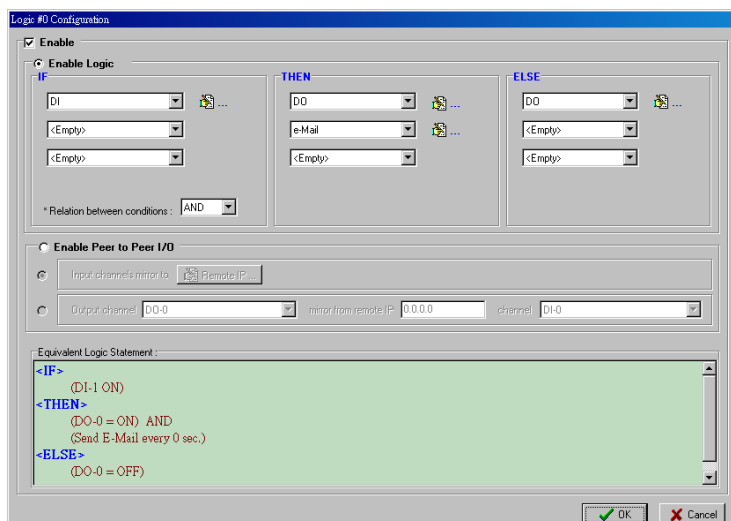 Logic #0 Configuration
Enable
Enable Logic
IF
THEN
ELSE
DI
...
DO
...
DO
...
<Empty>
e-Mail
...
<Empty>
<Empty>
<Empty>
<Empty>
* Relation between conditions :
AND
Enable Peer to Peer I/O
Input channels mirror to
Remote IP ...
Output channel
DO-0
mirror from remote IP
0.0.0.0
channel
DI-0
Equivalent Logic Statement :
<IF>
(DI-1 ON)
<THEN>
(DO-0 = ON) AND
(Send E-Mail every 0 sec.)
<ELSE>
(DO-0 = OFF)
OK
Cancel